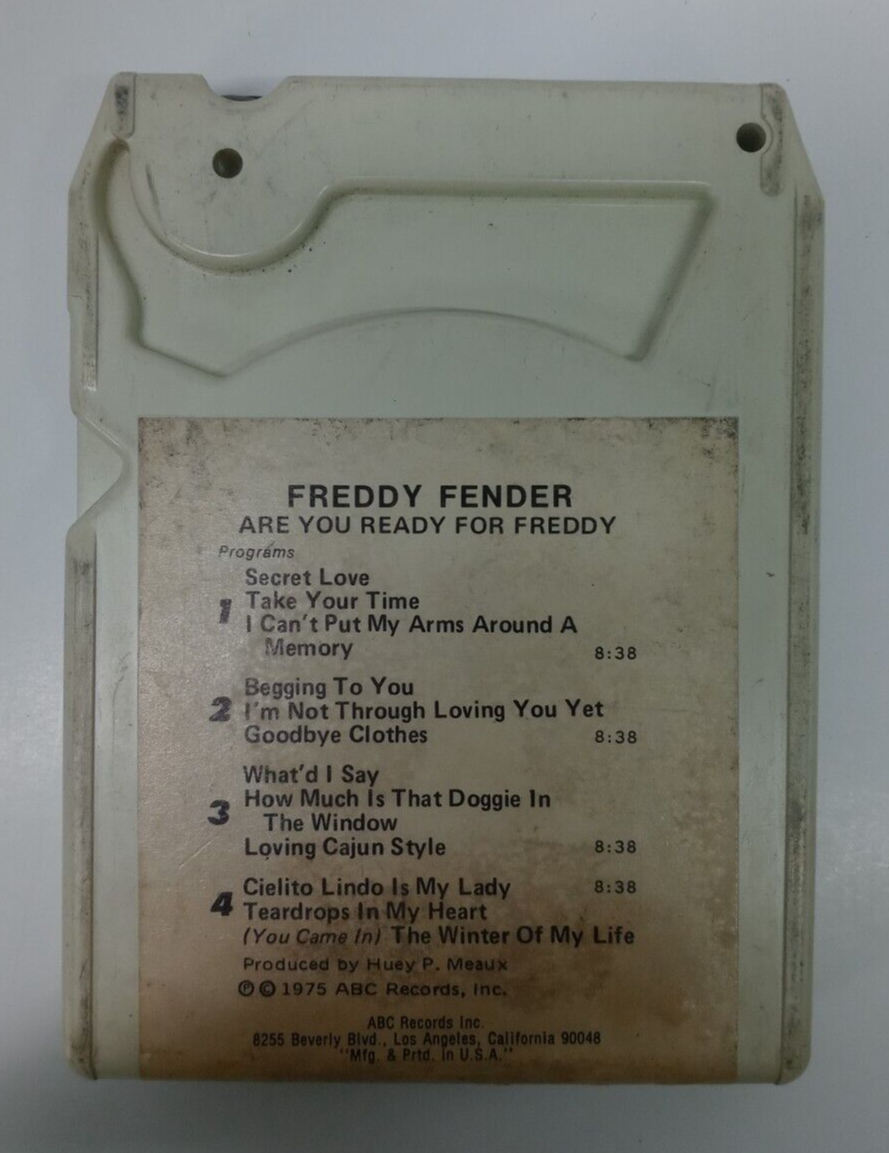 FREDDY FENDER
ARE YOU READY FOR FREDDY
Programs
Secret Love
1 Take Your Time
I Can't Put My Arms Around A
Memory 8:38
Begging To You
2 I'm Not Through Loving You Yet
Goodbye Clothes 8:38
What'd I Say
3 How Much Is That Doggie In
The Window
Loving Cajun Style 8:38
Cielito Lindo Is My Lady 8:38
4 Teardrops In My Heart
(You Came In) The Winter Of My Life
Produced by Huey P. Meaux
℗ © 1975 ABC Records, Inc.
ABC Records Inc.
8255 Beverly Blvd., Los Angeles, California 90048
"Mfg. & Prtd. In U.S.A."